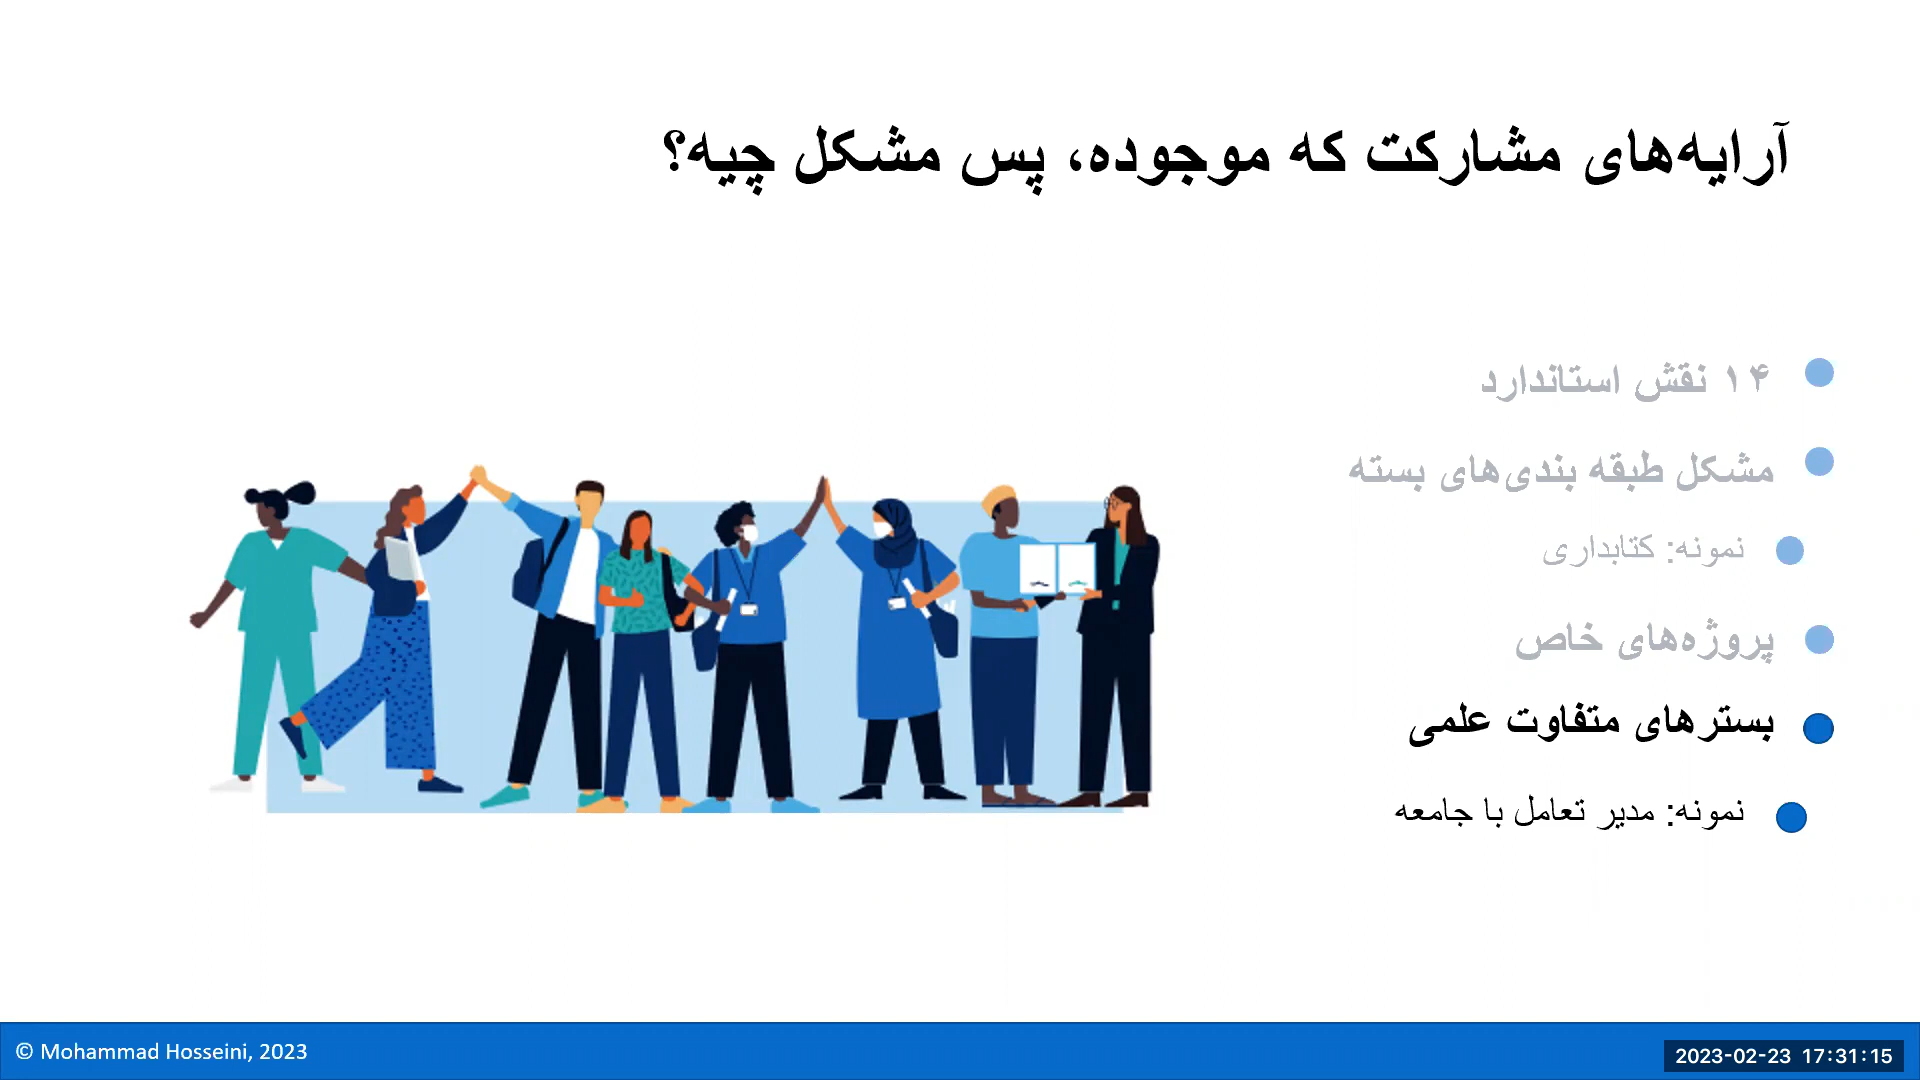 آرایه‌های مشارکت که موجوده، پس مشکل چیه؟
۱۴ نقش استاندارد
مشکل طبقه بندی‌های بسته
نمونه: کتابداری
پروژه‌های خاص
بسترهای متفاوت علمی
نمونه: مدیر تعامل با جامعه
© Mohammad Hosseini, 2023
2023-02-23 17:31:15